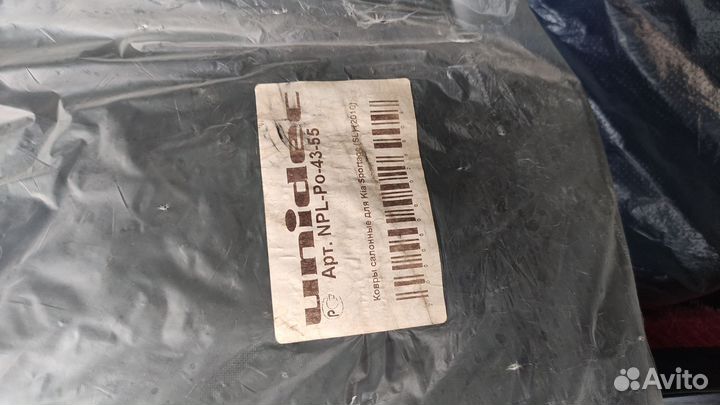 unidec
Арт. NPL-Po-43-55
Ковры салонные для Kia Sportage (SL) (2010)
Avito